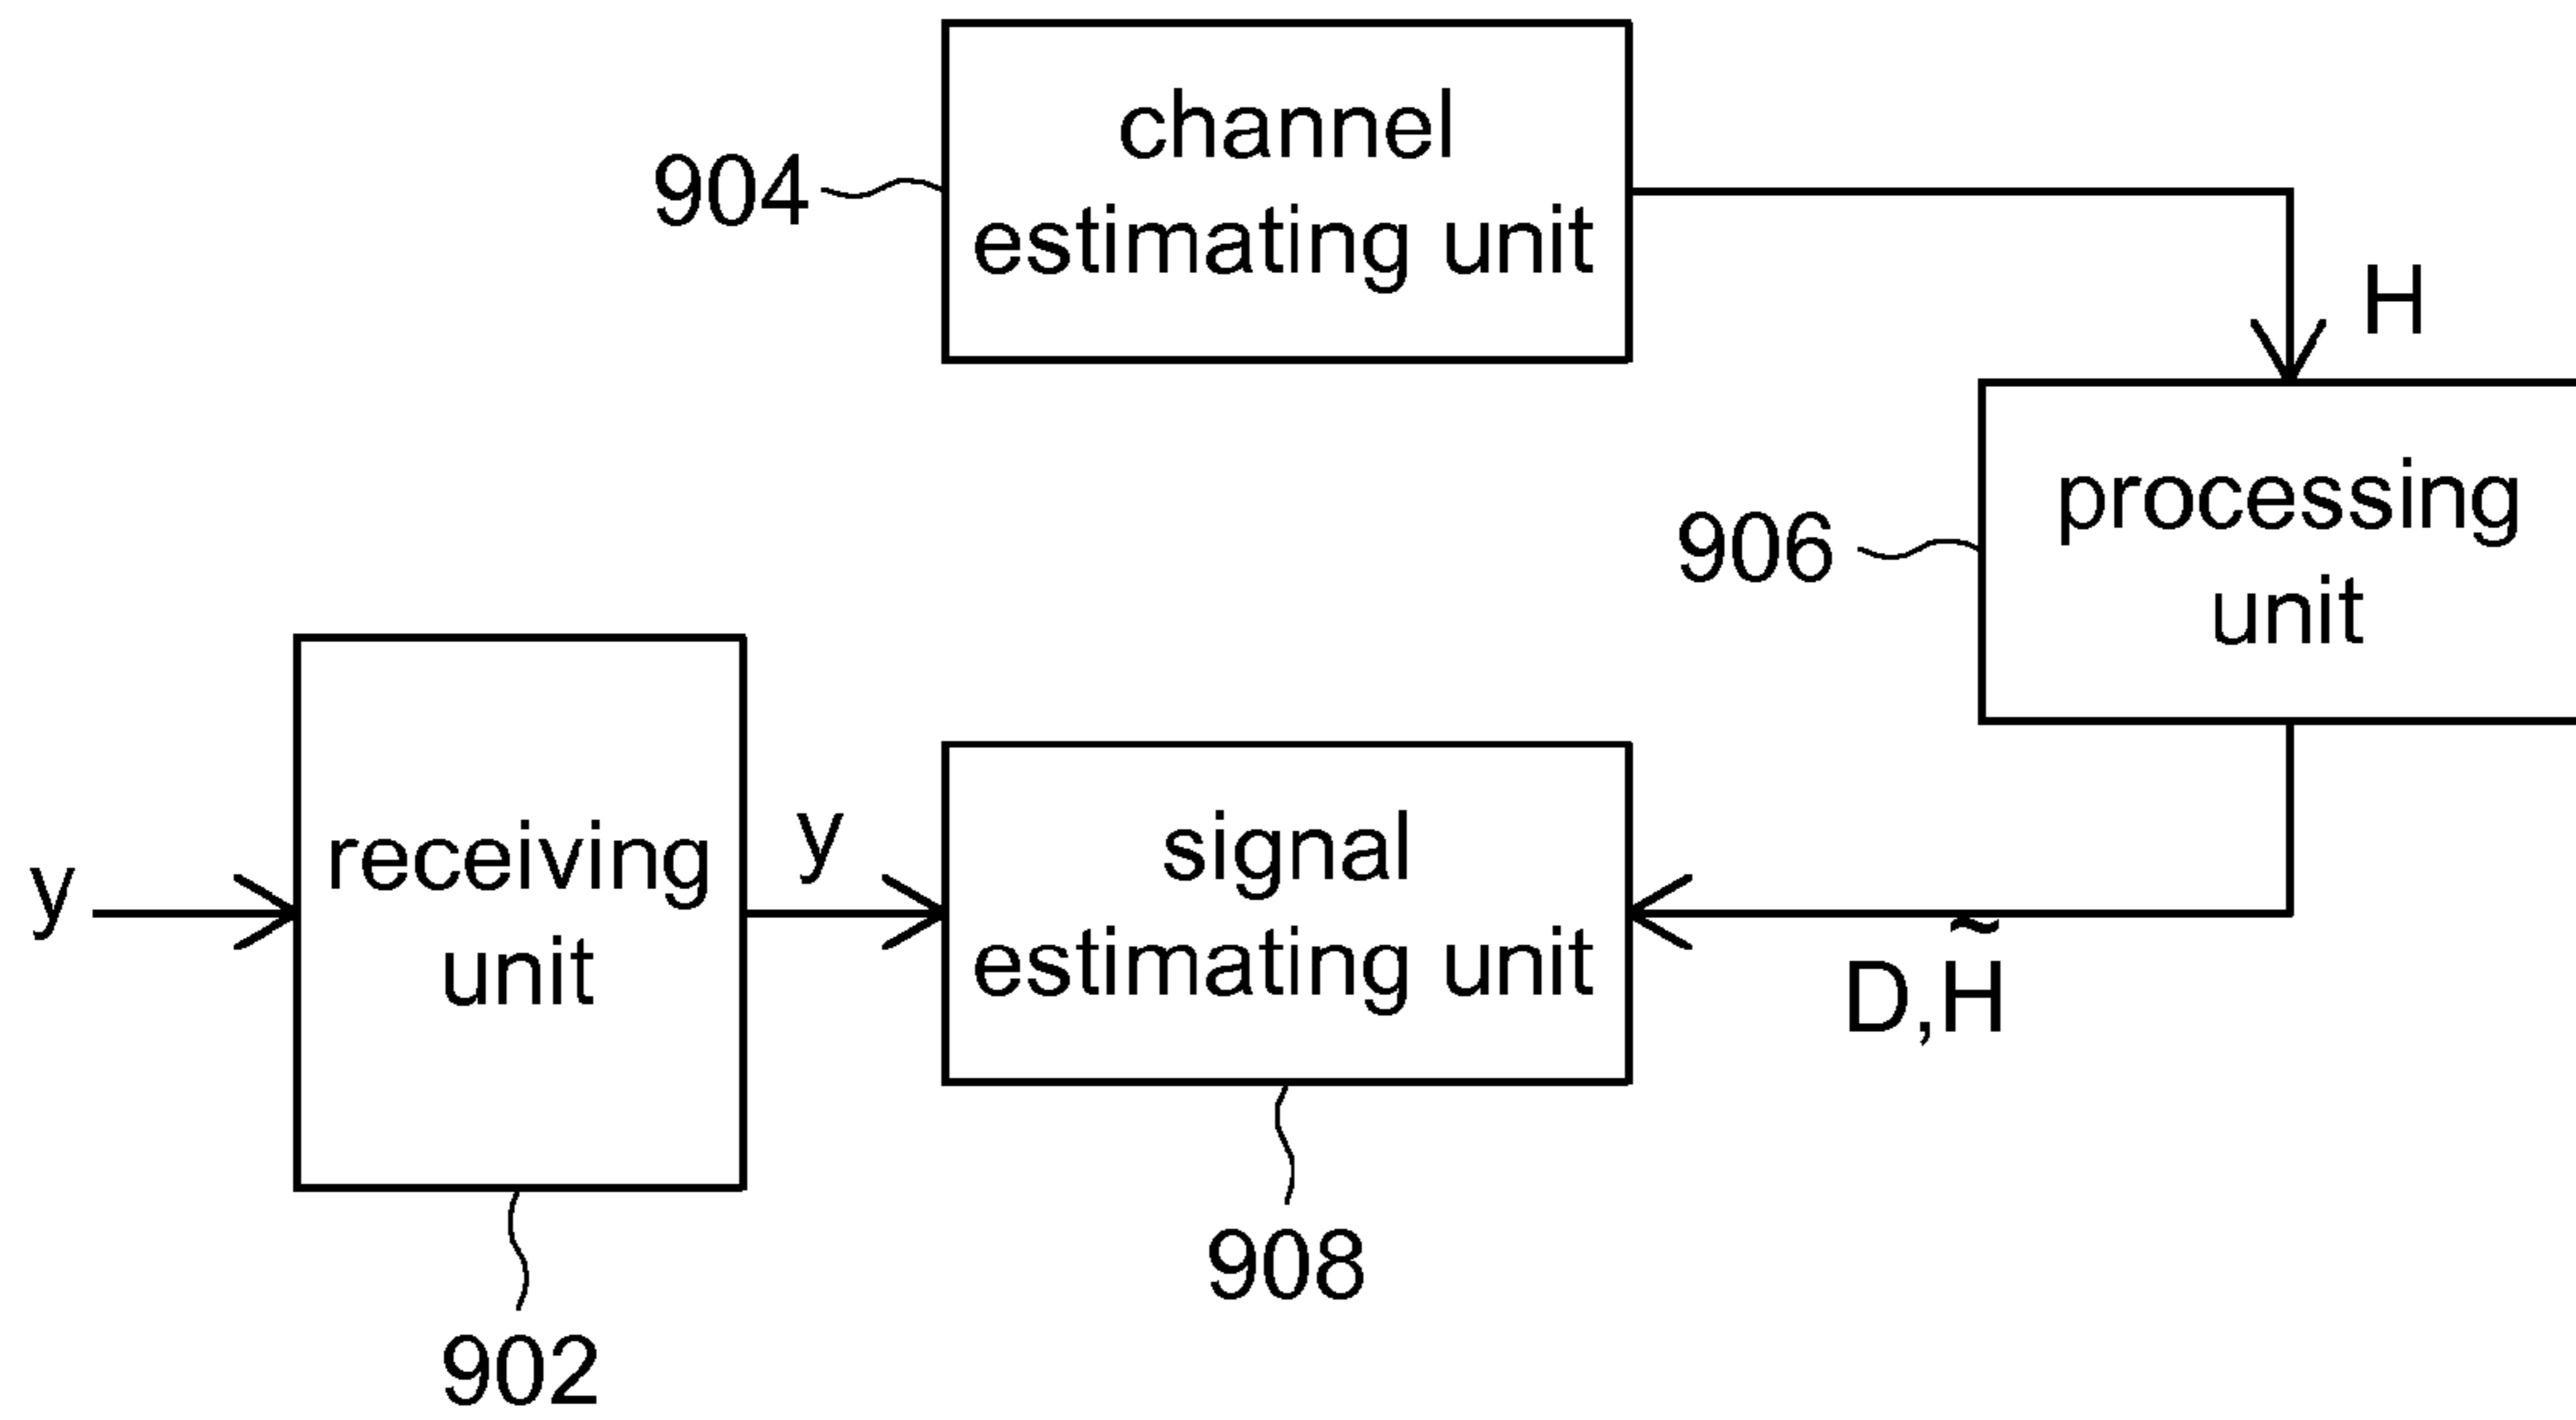 channel
estimating unit
904
H
processing
unit
906
y
receiving
unit
y
signal
estimating unit
D,H̃
908
902